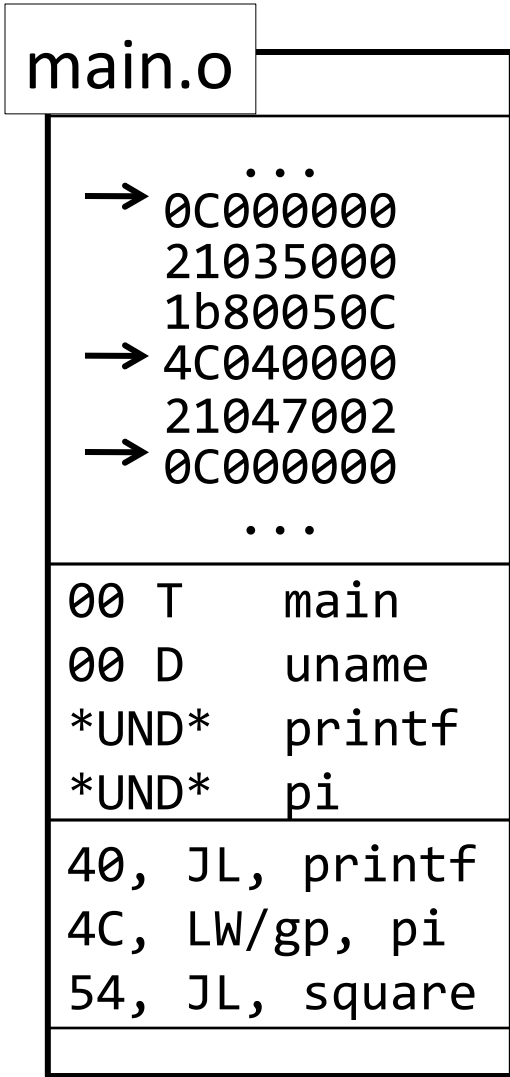 main.o
...
0C000000
21035000
1b80050C
4C040000
21047002
0C000000
...
00 T main
00 D uname
*UND* printf
*UND* pi
40, JL, printf
4C, LW/gp, pi
54, JL, square